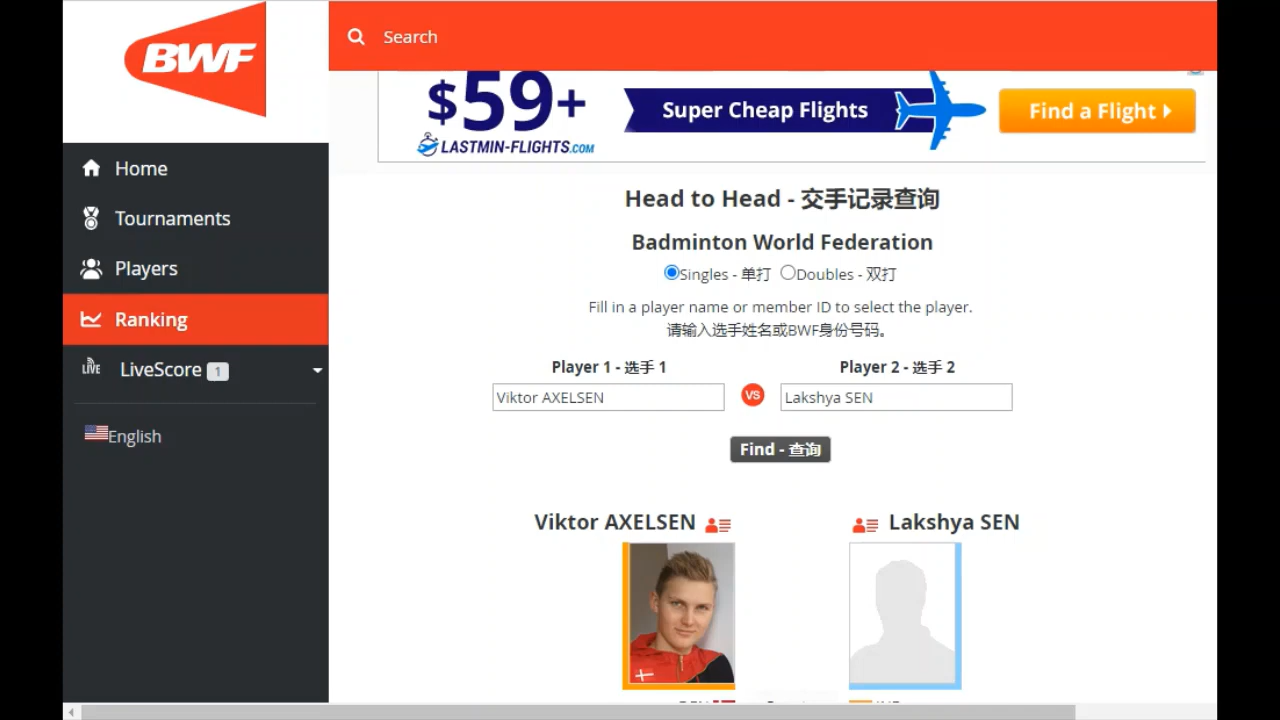 BWF
Search
$59+
Super Cheap Flights
Find a Flight
LASTMIN-FLIGHTS.COM
Home
Tournaments
Players
Ranking
LIVE LiveScore 1
English
Head to Head - 交手记录查询
Badminton World Federation
Singles - 单打 Doubles - 双打
Fill in a player name or member ID to select the player.
请输入选手姓名或BWF身份号码。
Player 1 - 选手 1
Player 2 - 选手 2
Viktor AXELSEN
VS
Lakshya SEN
Find - 查询
Viktor AXELSEN
Lakshya SEN